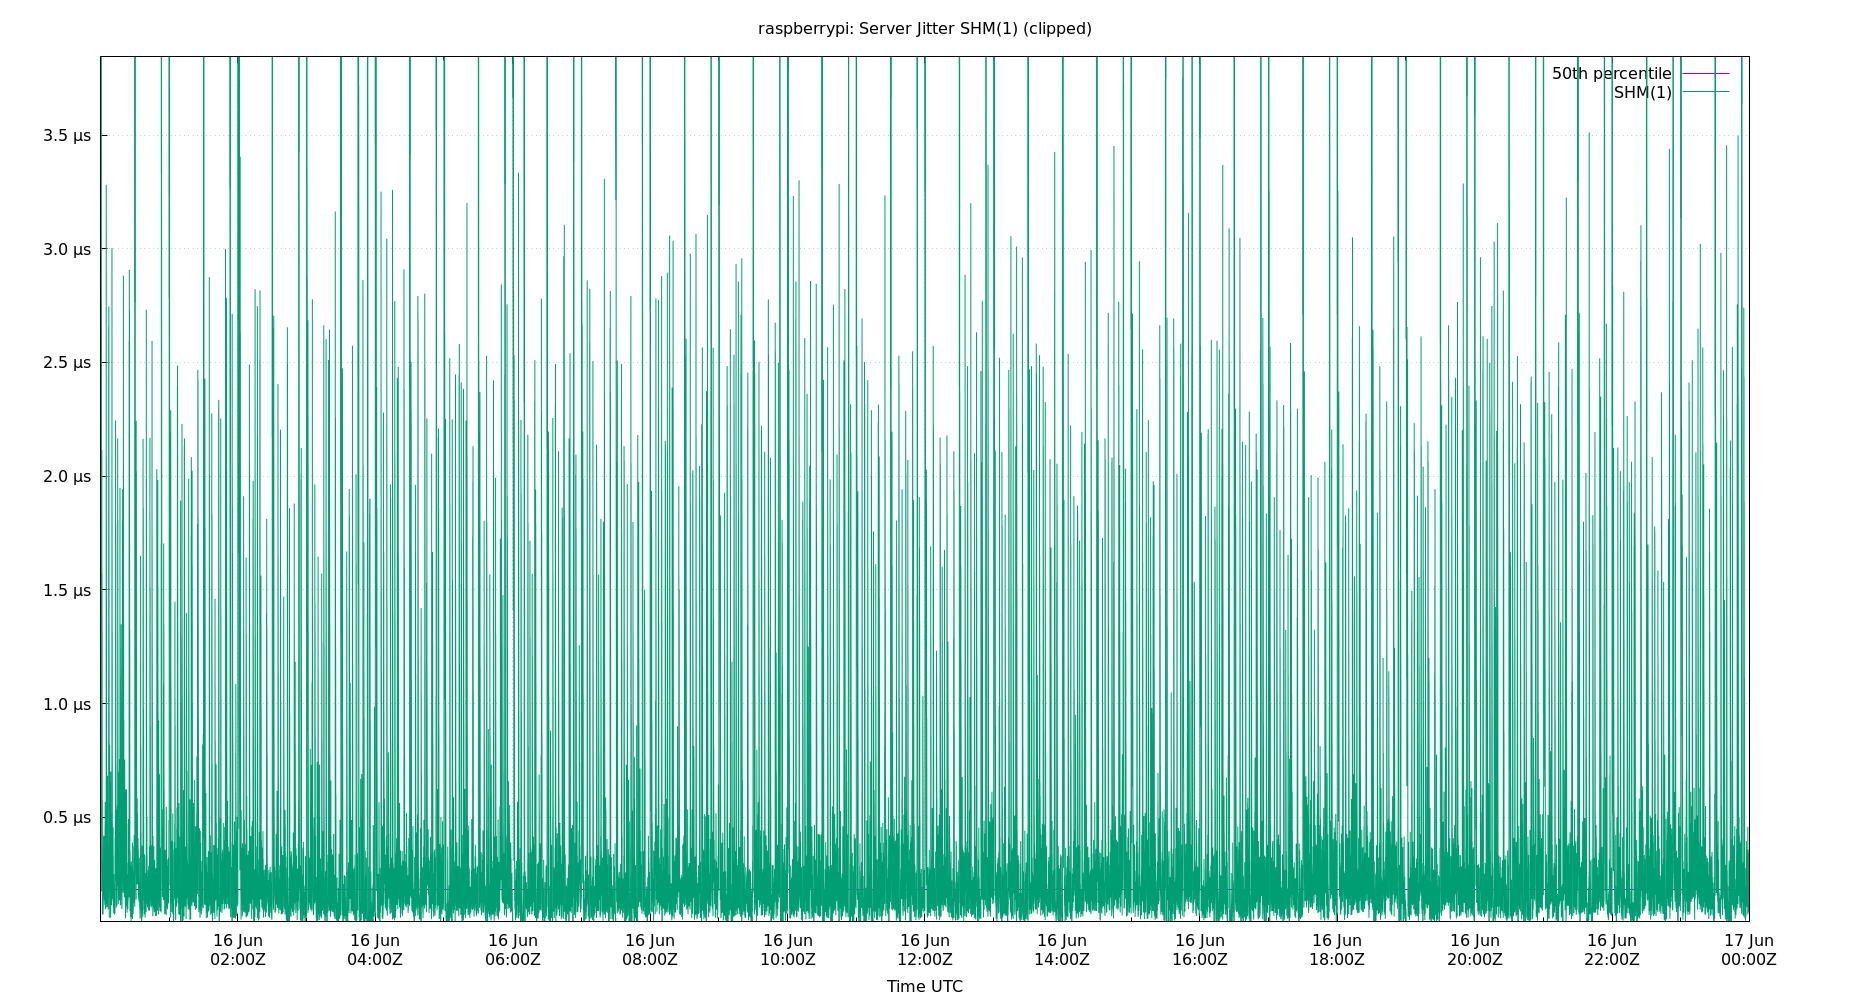 raspberrypi: Server Jitter SHM(1) (clipped)
50th percentile
SHM(1)
3.5 µs
3.0 µs
2.5 µs
2.0 µs
1.5 µs
1.0 µs
0.5 µs
16 Jun 16 Jun 16 Jun 16 Jun 16 Jun 16 Jun 16 Jun 16 Jun 16 Jun 16 Jun 16 Jun 17 Jun
02:00Z 04:00Z 06:00Z 08:00Z 10:00Z 12:00Z 14:00Z 16:00Z 18:00Z 20:00Z 22:00Z 00:00Z
Time UTC